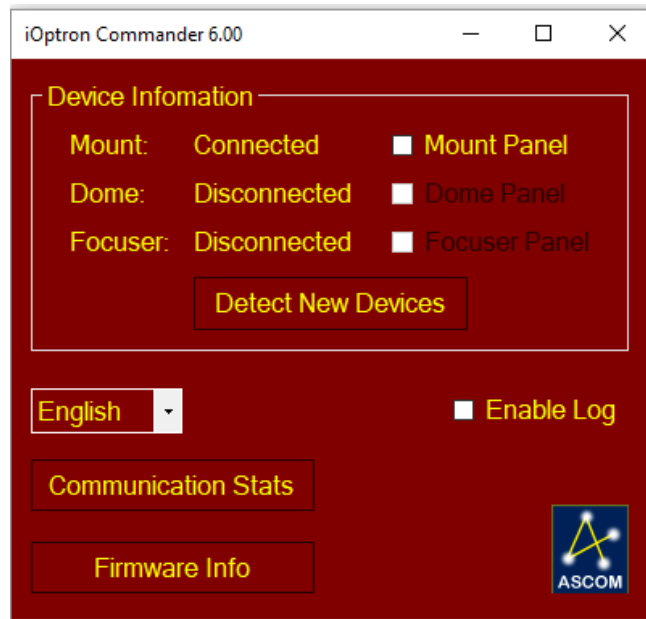 iOptron Commander 6.00
Device Infomation
Mount: Connected Mount Panel
Dome: Disconnected Dome Panel
Focuser: Disconnected Focuser Panel
Detect New Devices
English Enable Log
Communication Stats
Firmware Info
ASCOM